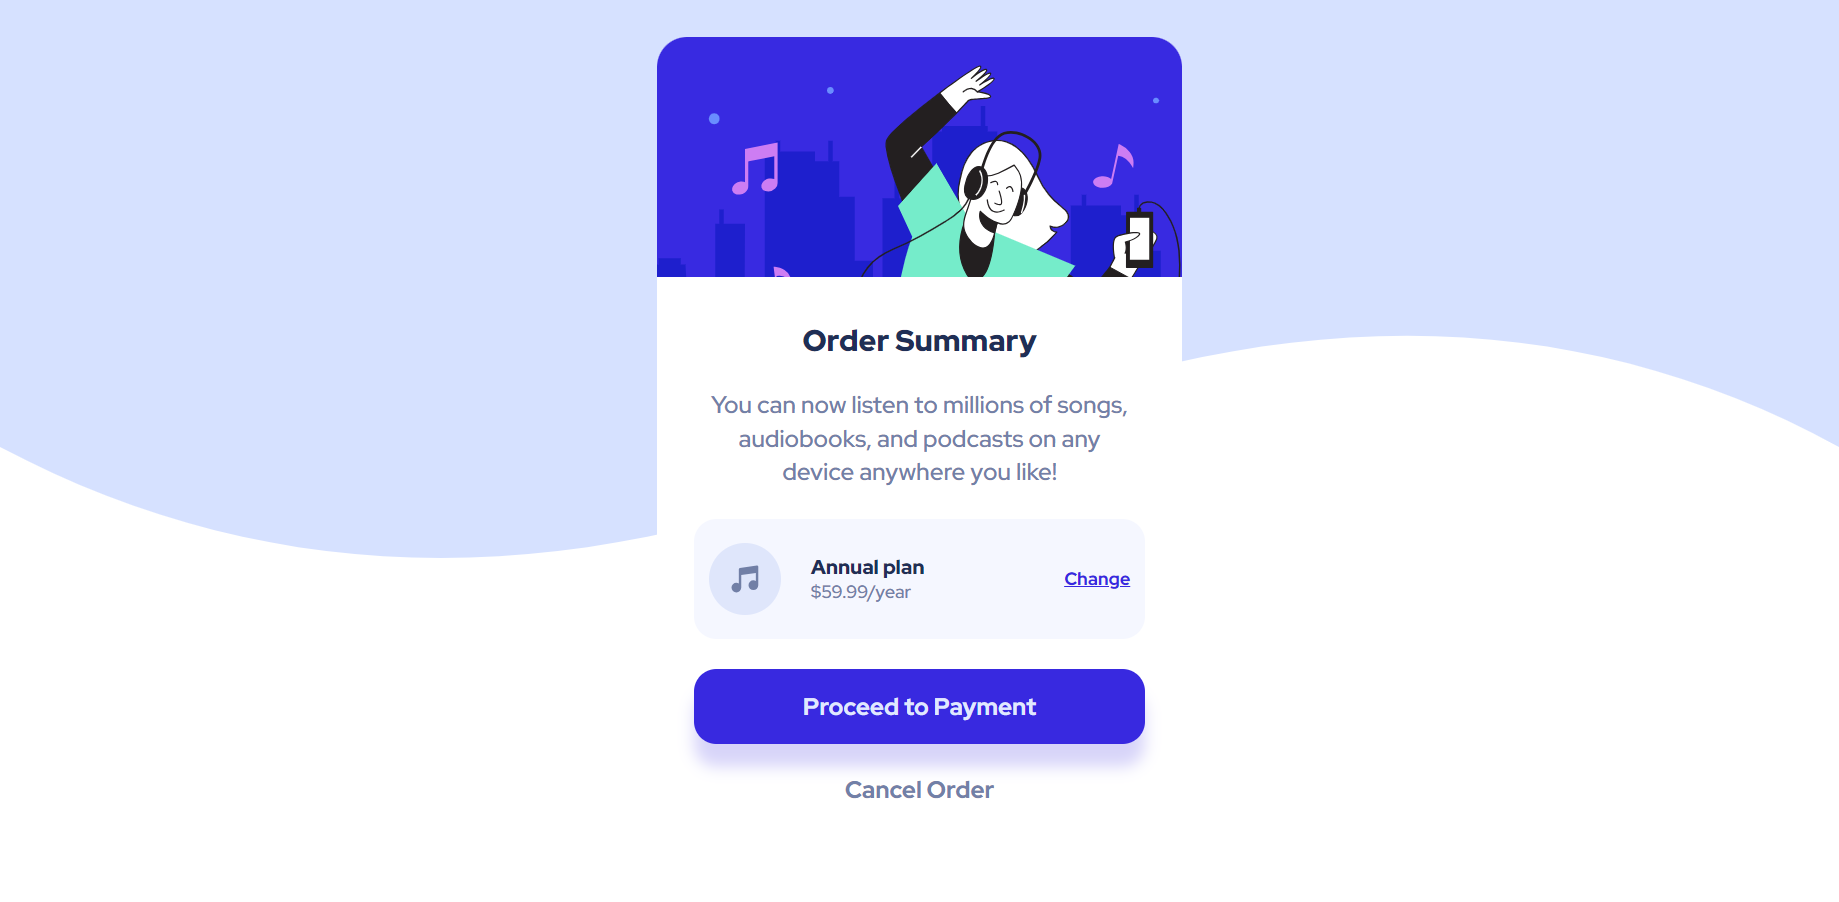 Order Summary
You can now listen to millions of songs,
audiobooks, and podcasts on any
device anywhere you like!
Annual plan
$59.99/year
Change
Proceed to Payment
Cancel Order